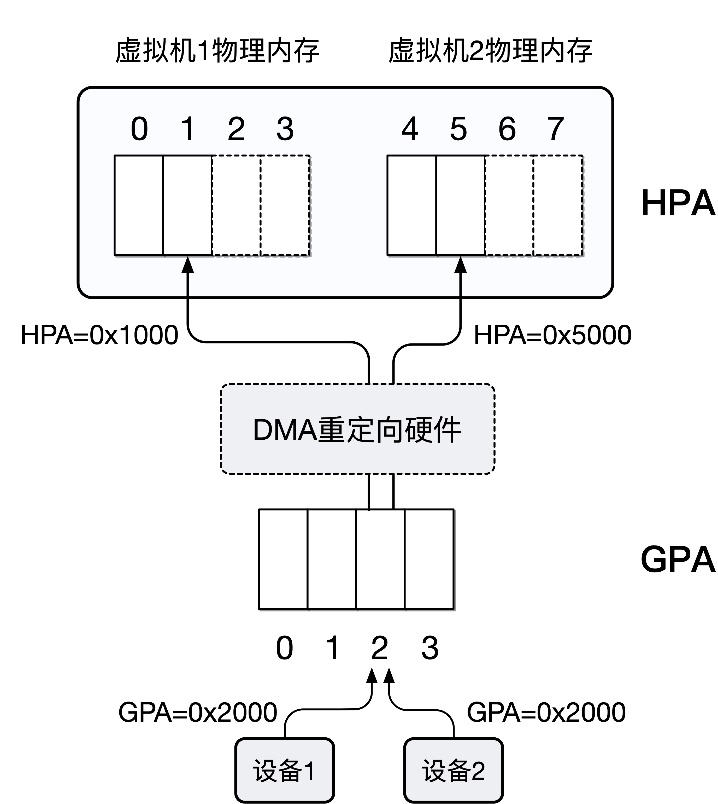 虚拟机1物理内存 虚拟机2物理内存
0 1 2 3 4 5 6 7
HPA
HPA=0x1000 HPA=0x5000
DMA重定向硬件
GPA
0 1 2 3
GPA=0x2000 GPA=0x2000
设备1 设备2